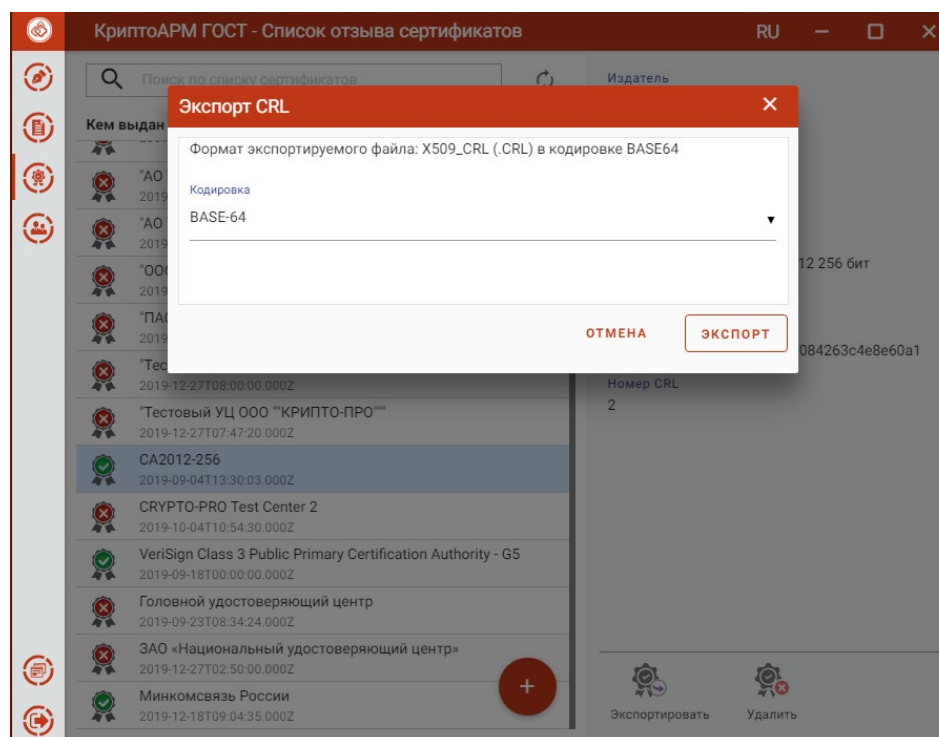 КриптоАРМ ГОСТ - Список отзыва сертификатов
RU
Поиск по списку сертификатов
Издатель
Экспорт CRL
Кем выдан
Формат экспортируемого файла: X509_CRL (.CRL) в кодировке BASE64
Кодировка
BASE-64
"АО
2019
"АО
2019
"ООО
2019
"ПАО
2019
"Тес
2019-12-27T08:00:00.000Z
12 256 бит
ОТМЕНА
ЭКСПОРТ
084263c4e8e60a1
Номер CRL
2
"Тестовый УЦ ООО ""КРИПТО-ПРО"""
2019-12-27T07:47:20.000Z
CA2012-256
2019-09-04T13:30:03.000Z
CRYPTO-PRO Test Center 2
2019-10-04T10:54:30.000Z
VeriSign Class 3 Public Primary Certification Authority - G5
2019-09-18T00:00:00.000Z
Головной удостоверяющий центр
2019-09-23T08:34:24.000Z
ЗАО «Национальный удостоверяющий центр»
2019-12-27T02:50:00.000Z
Минкомсвязь России
2019-12-18T09:04:35.000Z
Экспортировать
Удалить